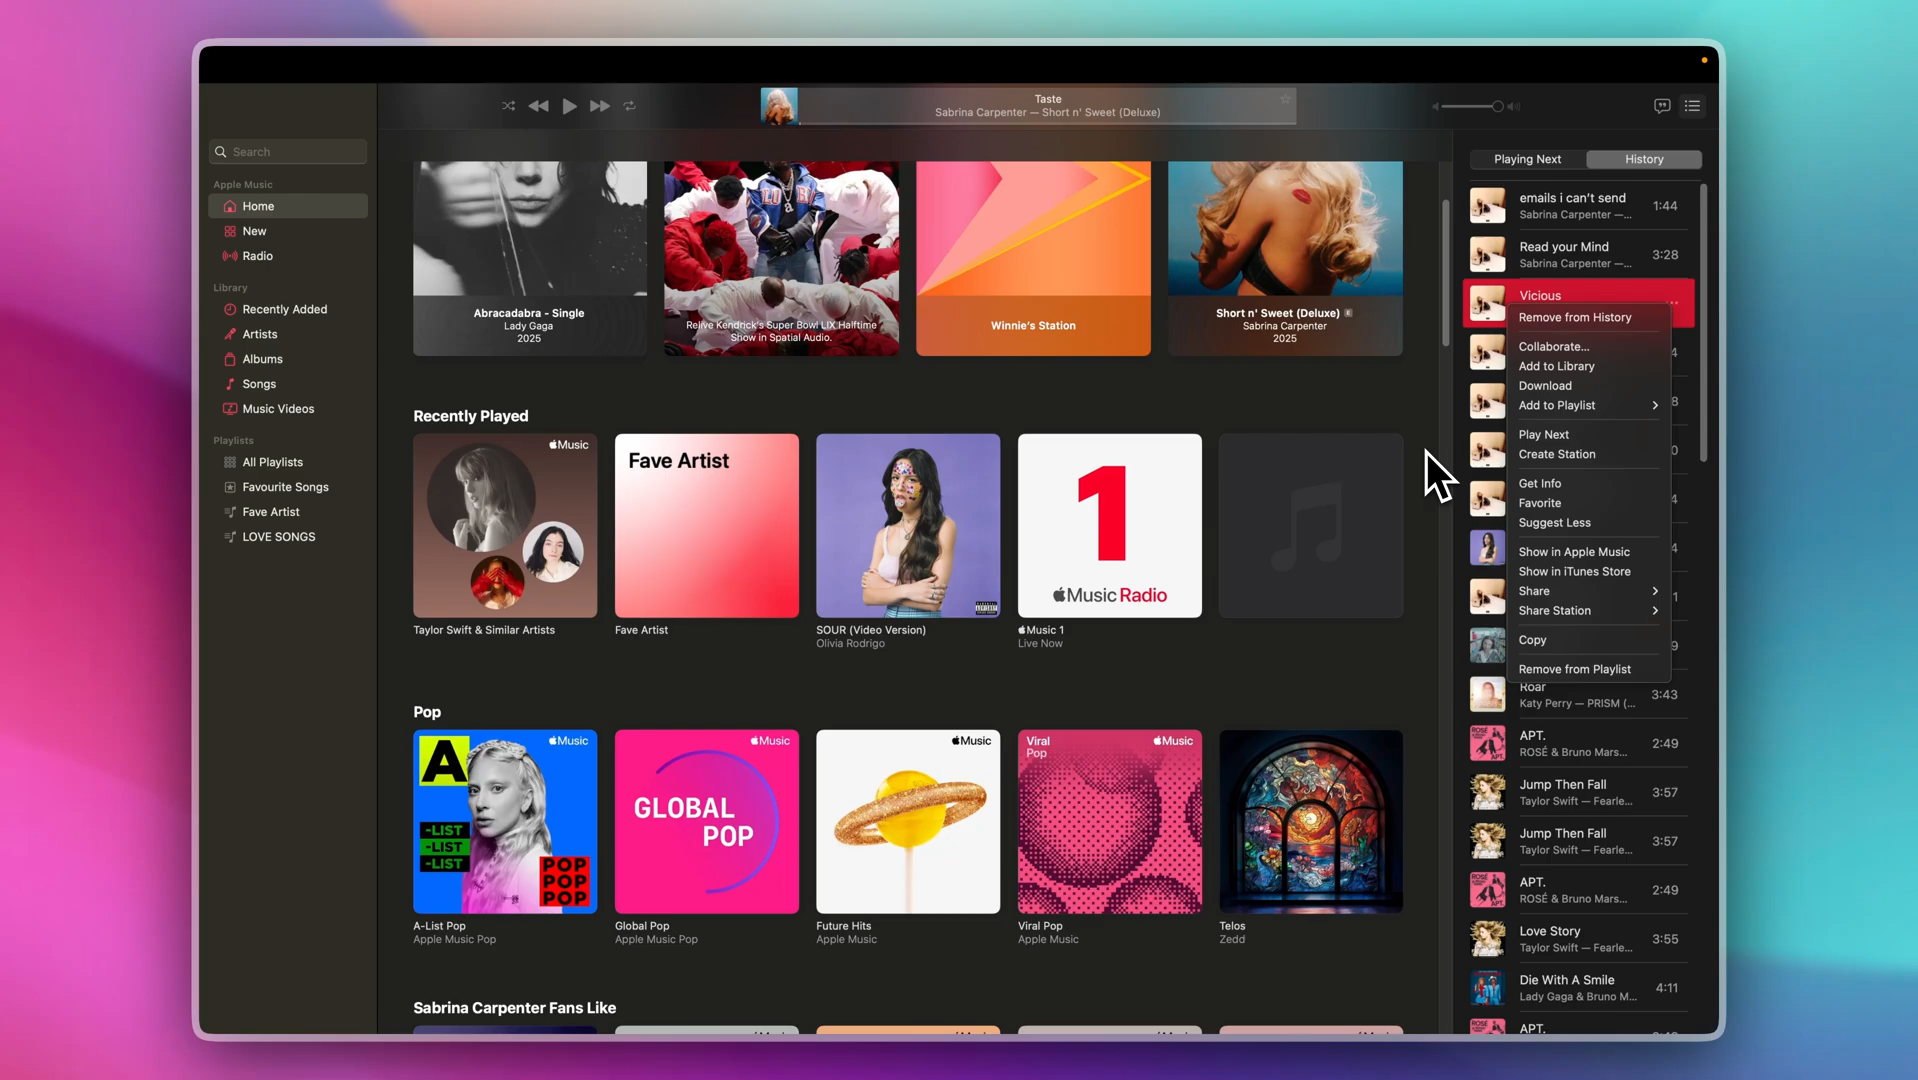 Taste
Sabrina Carpenter — Short n' Sweet (Deluxe)
Search
Apple Music
Home
New
Radio
Library
Recently Added
Artists
Albums
Songs
Music Videos
Playlists
All Playlists
Favourite Songs
Fave Artist
LOVE SONGS
Abracadabra - Single
Lady Gaga
2025
Relive Kendrick's Super Bowl LIX Halftime
Show in Spatial Audio.
Winnie's Station
Short n' Sweet (Deluxe) E
Sabrina Carpenter
2025
Recently Played
Music
Taylor Swift & Similar Artists
Fave Artist
Fave Artist
SOUR (Video Version)
Olivia Rodrigo
1
Music Radio
Music 1
Live Now
Pop
A
Music
-LIST
-LIST
-LIST
POP
POP
POP
A-List Pop
Apple Music Pop
Music
GLOBAL
POP
Global Pop
Apple Music Pop
Music
Future Hits
Apple Music
Viral
Pop
Music
Viral Pop
Apple Music
Telos
Zedd
Sabrina Carpenter Fans Like
Playing Next
History
emails i can't send
Sabrina Carpenter —...
1:44
Read your Mind
Sabrina Carpenter —...
3:28
Vicious
Remove from History
Collaborate...
Add to Library
Download
Add to Playlist
Play Next
Create Station
Get Info
Favorite
Suggest Less
Show in Apple Music
Show in iTunes Store
Share
Share Station
Copy
Remove from Playlist
4
8
0
4
4
1
9
Roar
Katy Perry — PRISM (...
3:43
APT.
ROSÉ & Bruno Mars...
2:49
Jump Then Fall
Taylor Swift — Fearle...
3:57
Jump Then Fall
Taylor Swift — Fearle...
3:57
APT.
ROSÉ & Bruno Mars...
2:49
Love Story
Taylor Swift — Fearle...
3:55
Die With A Smile
Lady Gaga & Bruno M...
4:11
APT.